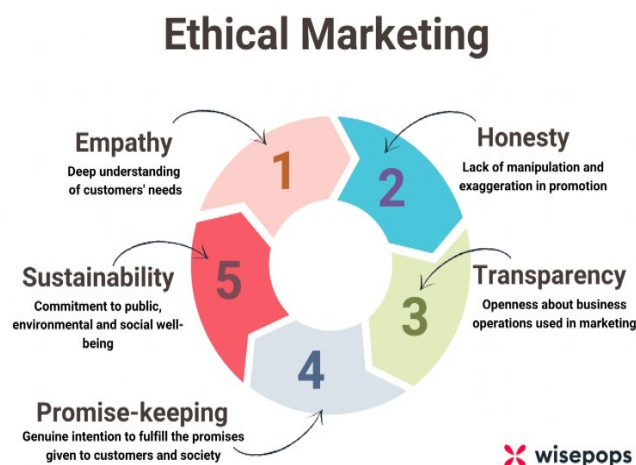 Ethical Marketing
Empathy
Deep understanding
of customers' needs
1
2
Honesty
Lack of manipulation and
exaggeration in promotion
Sustainability
Commitment to public,
environmental and social well-
being
5
3
Transparency
Openness about business
operations used in marketing
4
Promise-keeping
Genuine intention to fulfill the promises
given to customers and society
wisepops